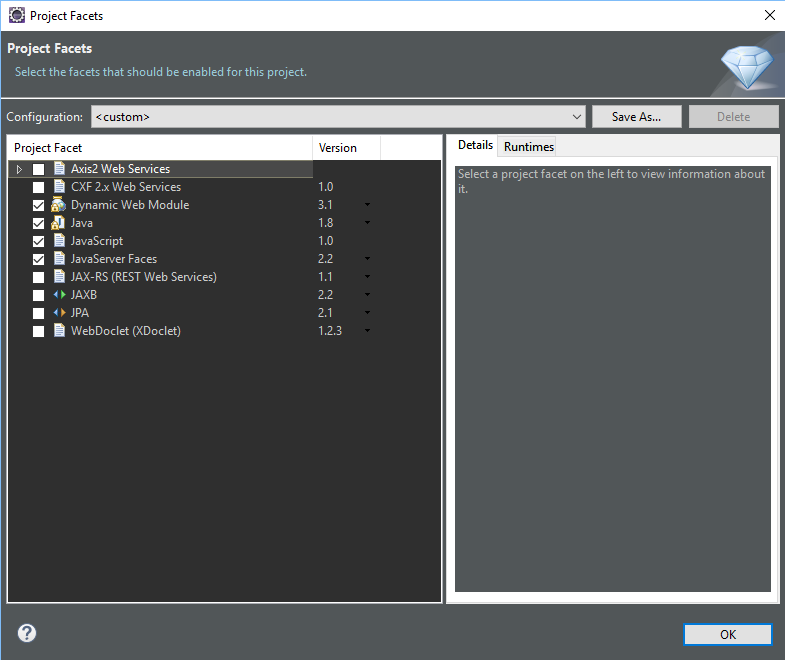 Project Facets
Project Facets
Select the facets that should be enabled for this project.
Configuration: <custom> Save As... Delete
Project Facet Version
Axis2 Web Services
CXF 2.x Web Services 1.0
Dynamic Web Module 3.1
Java 1.8
JavaScript 1.0
JavaServer Faces 2.2
JAX-RS (REST Web Services) 1.1
JAXB 2.2
JPA 2.1
WebDoclet (XDoclet) 1.2.3
Details Runtimes
Select a project facet on the left to view information about
it.
?
OK